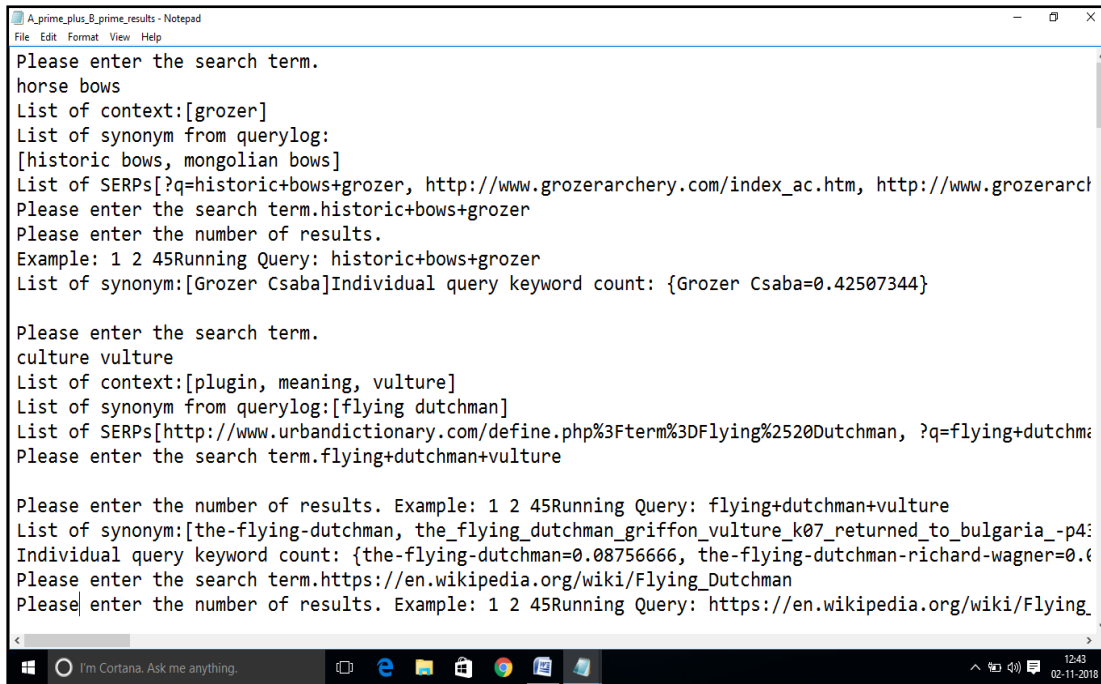 A_prime_plus_B_prime_results - Notepad
File Edit Format View Help
Please enter the search term.
horse bows
List of context:[grozer]
List of synonym from querylog:
[historic bows, mongolian bows]
List of SERPs[?q=historic+bows+grozer, http://www.grozerarchery.com/index_ac.htm, http://www.grozerarch
Please enter the search term.historic+bows+grozer
Please enter the number of results.
Example: 1 2 45Running Query: historic+bows+grozer
List of synonym:[Grozer Csaba]Individual query keyword count: {Grozer Csaba=0.42507344}
Please enter the search term.
culture vulture
List of context:[plugin, meaning, vulture]
List of synonym from querylog:[flying dutchman]
List of SERPs[http://www.urbandictionary.com/define.php%3Fterm%3DFlying%2520Dutchman, ?q=flying+dutchma
Please enter the search term.flying+dutchman+vulture
Please enter the number of results. Example: 1 2 45Running Query: flying+dutchman+vulture
List of synonym:[the-flying-dutchman, the_flying_dutchman_griffon_vulture_k07_returned_to_bulgaria_-p43
Individual query keyword count: {the-flying-dutchman=0.08756666, the-flying-dutchman-richard-wagner=0.0
Please enter the search term.https://en.wikipedia.org/wiki/Flying_Dutchman
Please enter the number of results. Example: 1 2 45Running Query: https://en.wikipedia.org/wiki/Flying_
I'm Cortana. Ask me anything.
12:43
02-11-2018